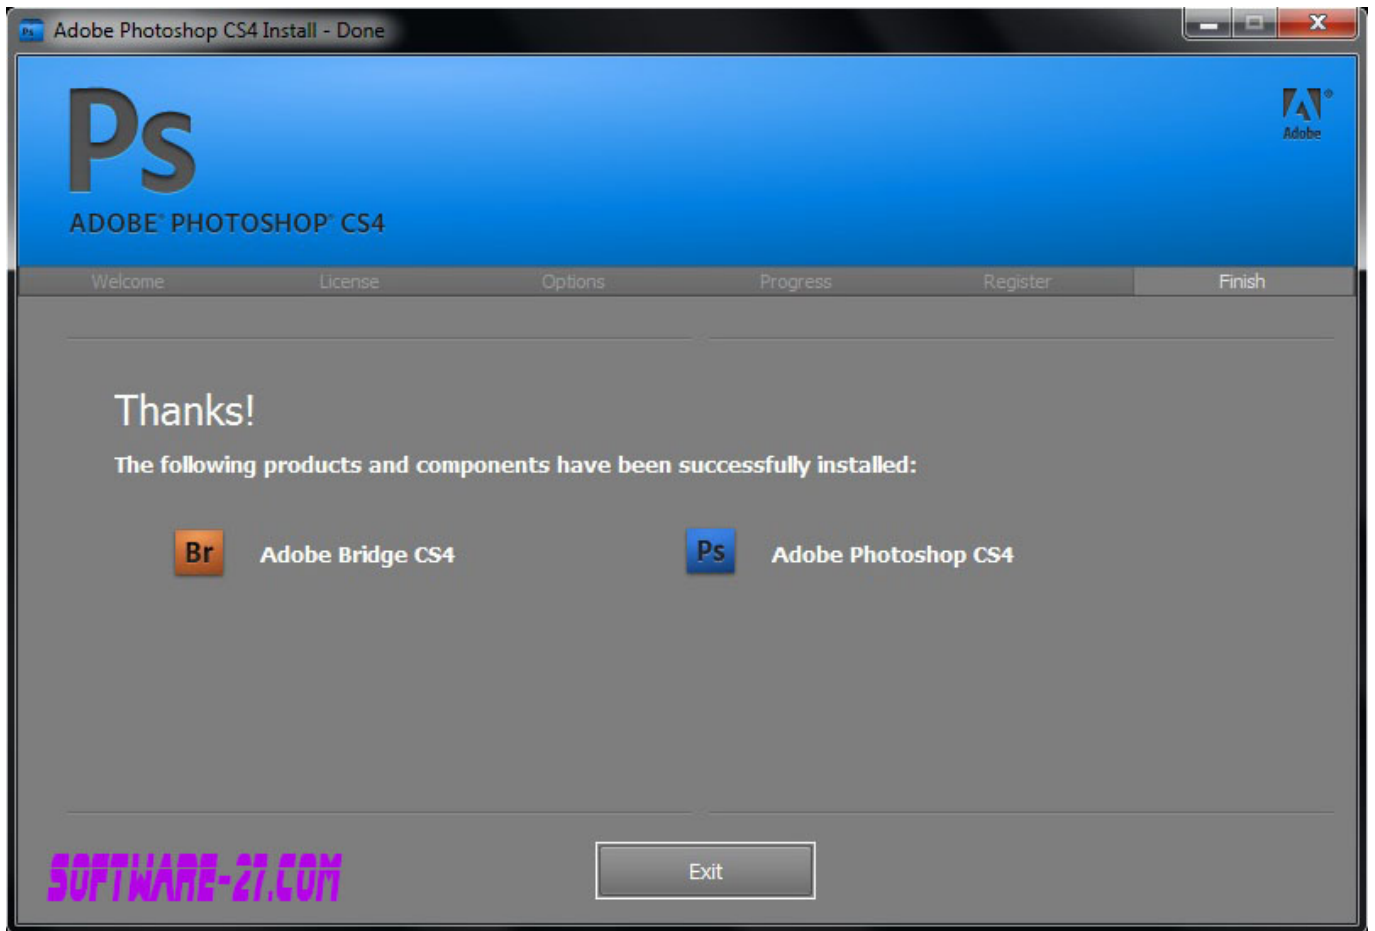 Ps Adobe Photoshop CS4 Install - Done
Ps
Adobe
ADOBE® PHOTOSHOP® CS4
Welcome License Options Progress Register Finish
Thanks!
The following products and components have been successfully installed:
Br Adobe Bridge CS4 Ps Adobe Photoshop CS4
Exit
SOFTWARE-27.COM